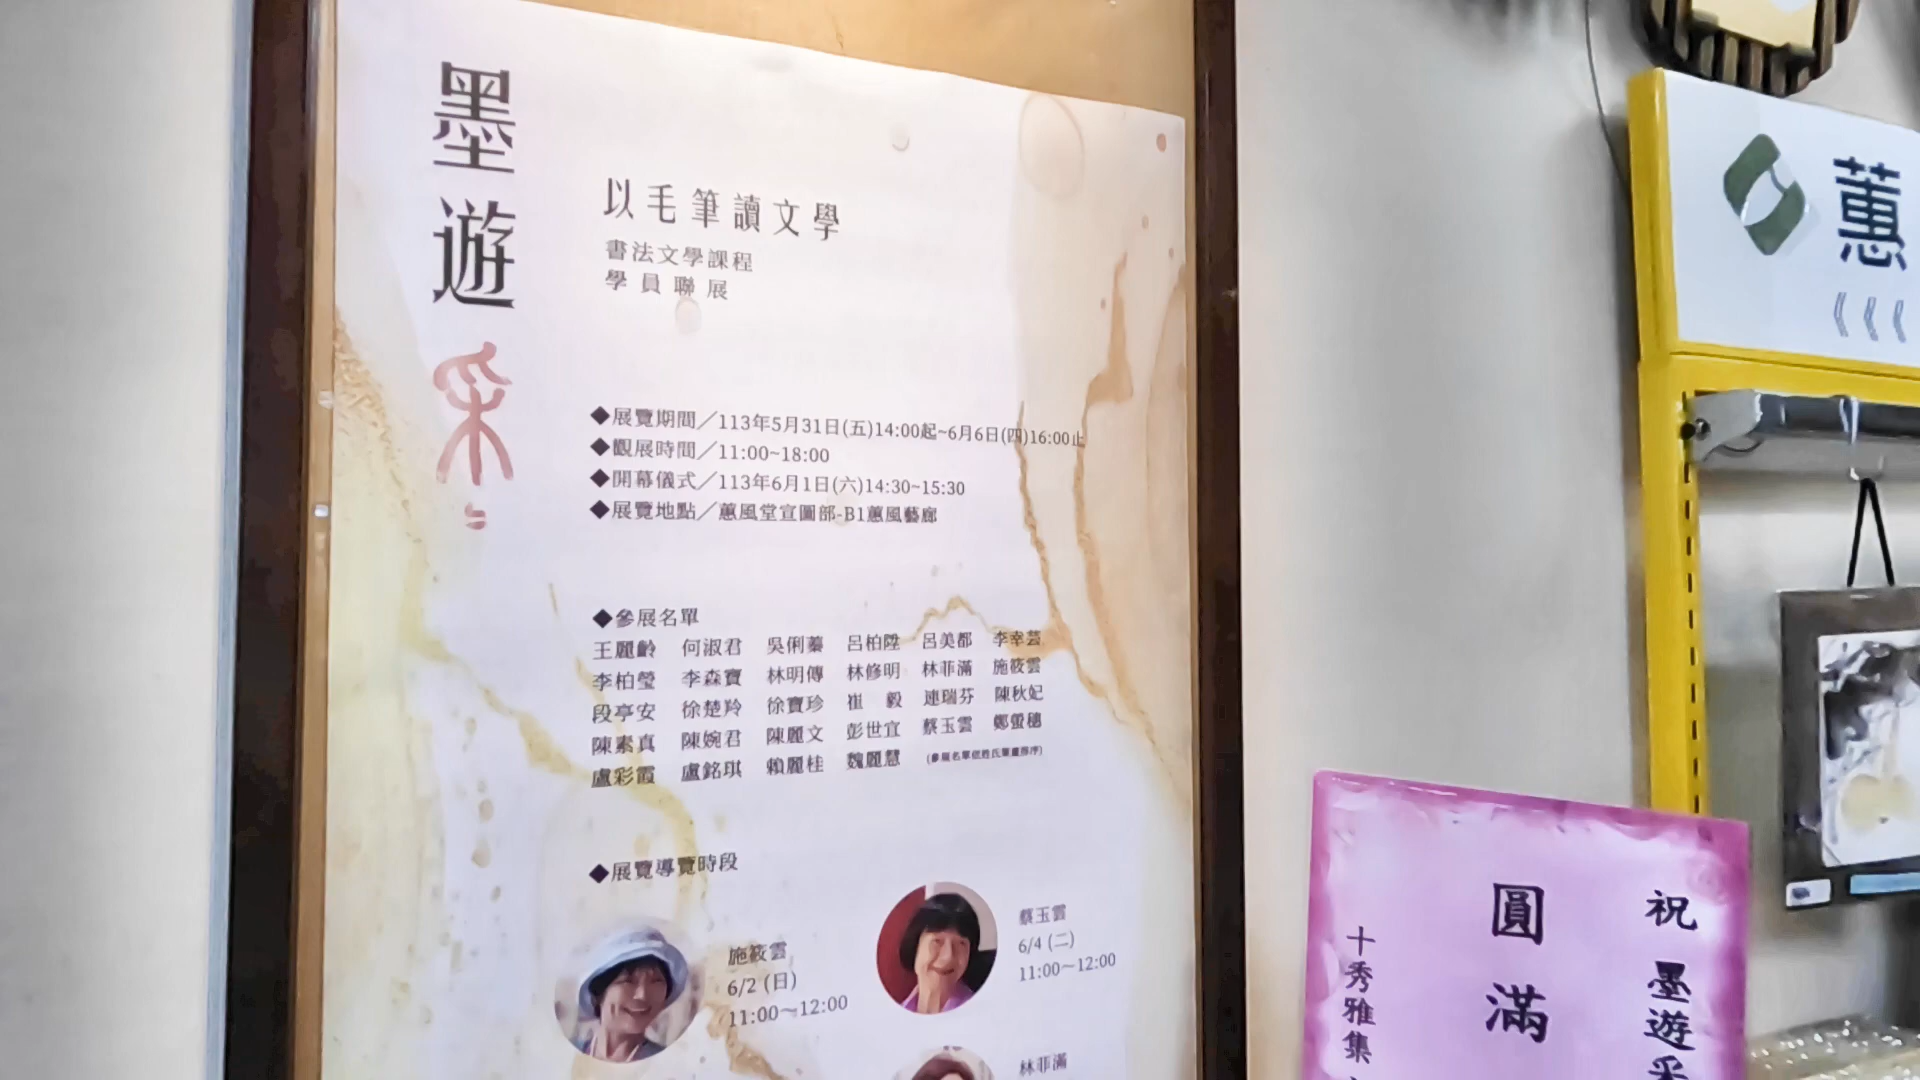 墨遊采
以毛筆讀文學
書法文學課程
學員聯展
◆展覽期間／113年5月31日(五)14:00起~6月6日(四)16:00止
◆觀展時間／11:00~18:00
◆開幕儀式／113年6月1日(六)14:30~15:30
◆展覽地點／蕙風堂宣圖部-B1蕙風藝廊
◆參展名單
王麗齡 何淑君 吳俐蓁 呂柏陞 呂美都 李幸芸
李柏瑩 李森寶 林明傳 林修明 林菲滿 施筱雲
段亭安 徐楚羚 徐寶珍 崔 毅 連瑞芬 陳秋妃
陳素真 陳婉君 陳麗文 彭世宜 蔡玉雲 鄭螢穗
盧彩霞 盧銘琪 賴麗桂 魏麗慧 (參展名單依姓氏筆畫排序)
◆展覽導覽時段
施筱雲
6/2 (日)
11:00~12:00
蔡玉雲
6/4 (二)
11:00~12:00
林菲滿
蕙
祝 墨遊采
圓滿
十秀雅集